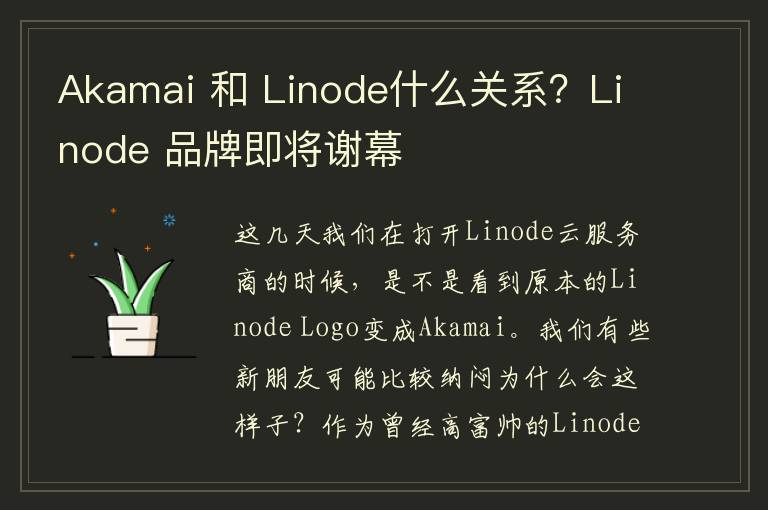 Akamai 和 Linode什么关系？Li
node 品牌即将谢幕
这几天我们在打开Linode云服务
商的时候，是不是看到原本的Li
node Logo变成Akamai。我们有些
新朋友可能比较纳闷为什么会这
样子？作为曾经高富帅的Linode